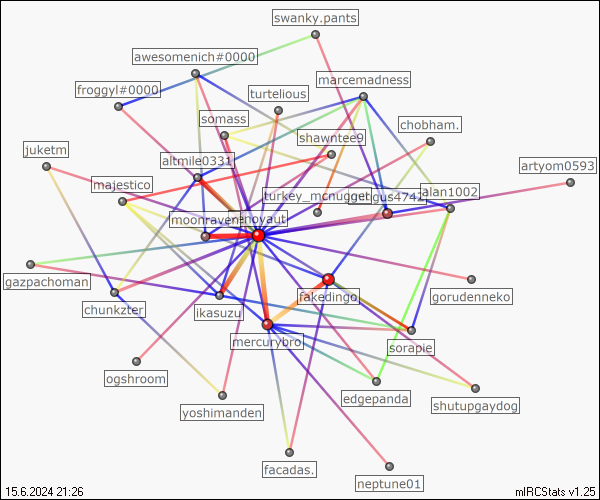 swanky.pants
awesomenich#0000
marcemadness
froggyl#0000
turtelious
somass
chobham.
shawntee9
juketm
altmile0331
artyom0593
majestico
turkey_mcnugget
alan1002
moonraven
gazpachoman
gorudenneko
fakedingo
chunkzter
ikasuzu
mercurybro
sorapie
ogshroom
edgepanda
yoshimanden
shutupgaydog
facadas.
neptune01
15.6.2024 21:26
mIRCStats v1.25